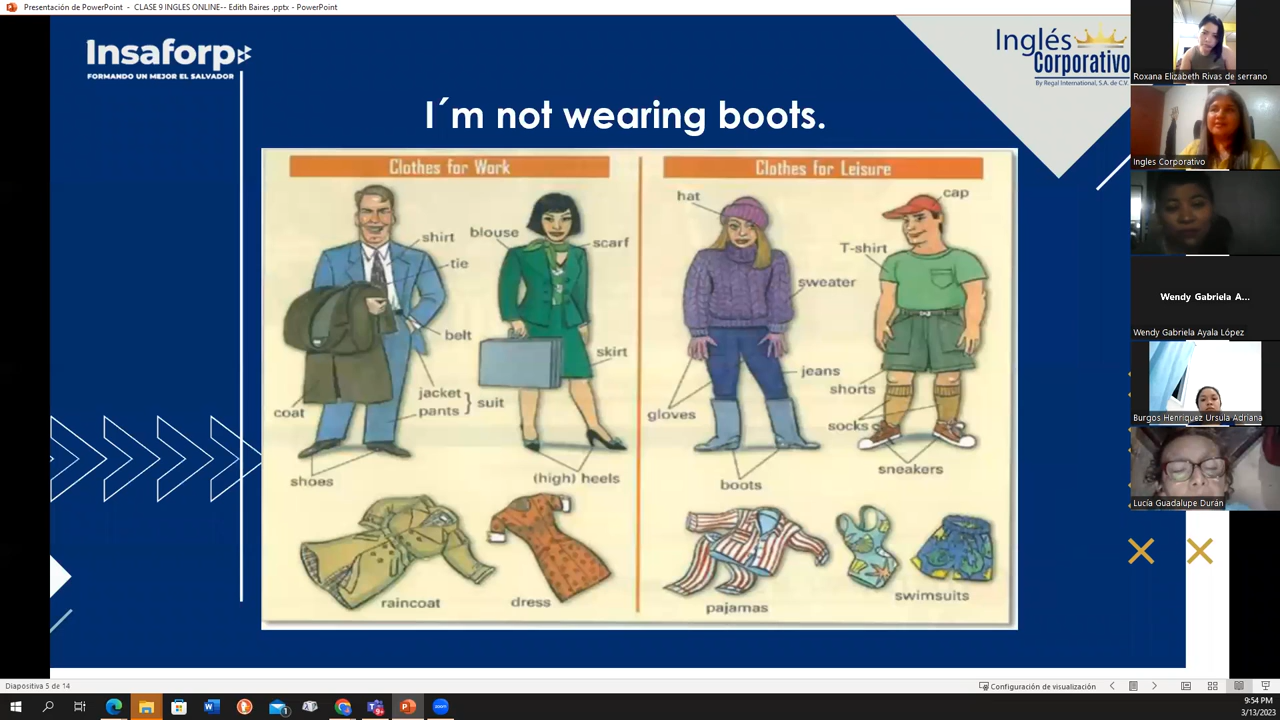 Presentación de PowerPoint - CLASE 9 INGLES ONLINE-- Edith Baires .pptx - PowerPoint
Insaforp
FORMANDO UN MEJOR EL SALVADOR
Inglés
Corporativo
By Regal International, S.A. de C.V.
I´m not wearing boots.
Clothes for Work
shirt
tie
belt
jacket
pants
suit
coat
shoes
blouse
scarf
skirt
(high) heels
raincoat
dress
Clothes for Leisure
hat
sweater
jeans
gloves
boots
cap
T-shirt
shorts
socks
sneakers
pajamas
swimsuits
Roxana Elizabeth Rivas de serrano
Ingles Corporativo
Wendy Gabriela A...
Wendy Gabriela Ayala López
Burgos Henriquez Ursula Adriana
Lucía Guadalupe Durán
Diapositiva 5 de 14
Configuración de visualización
9:54 PM
3/13/2023